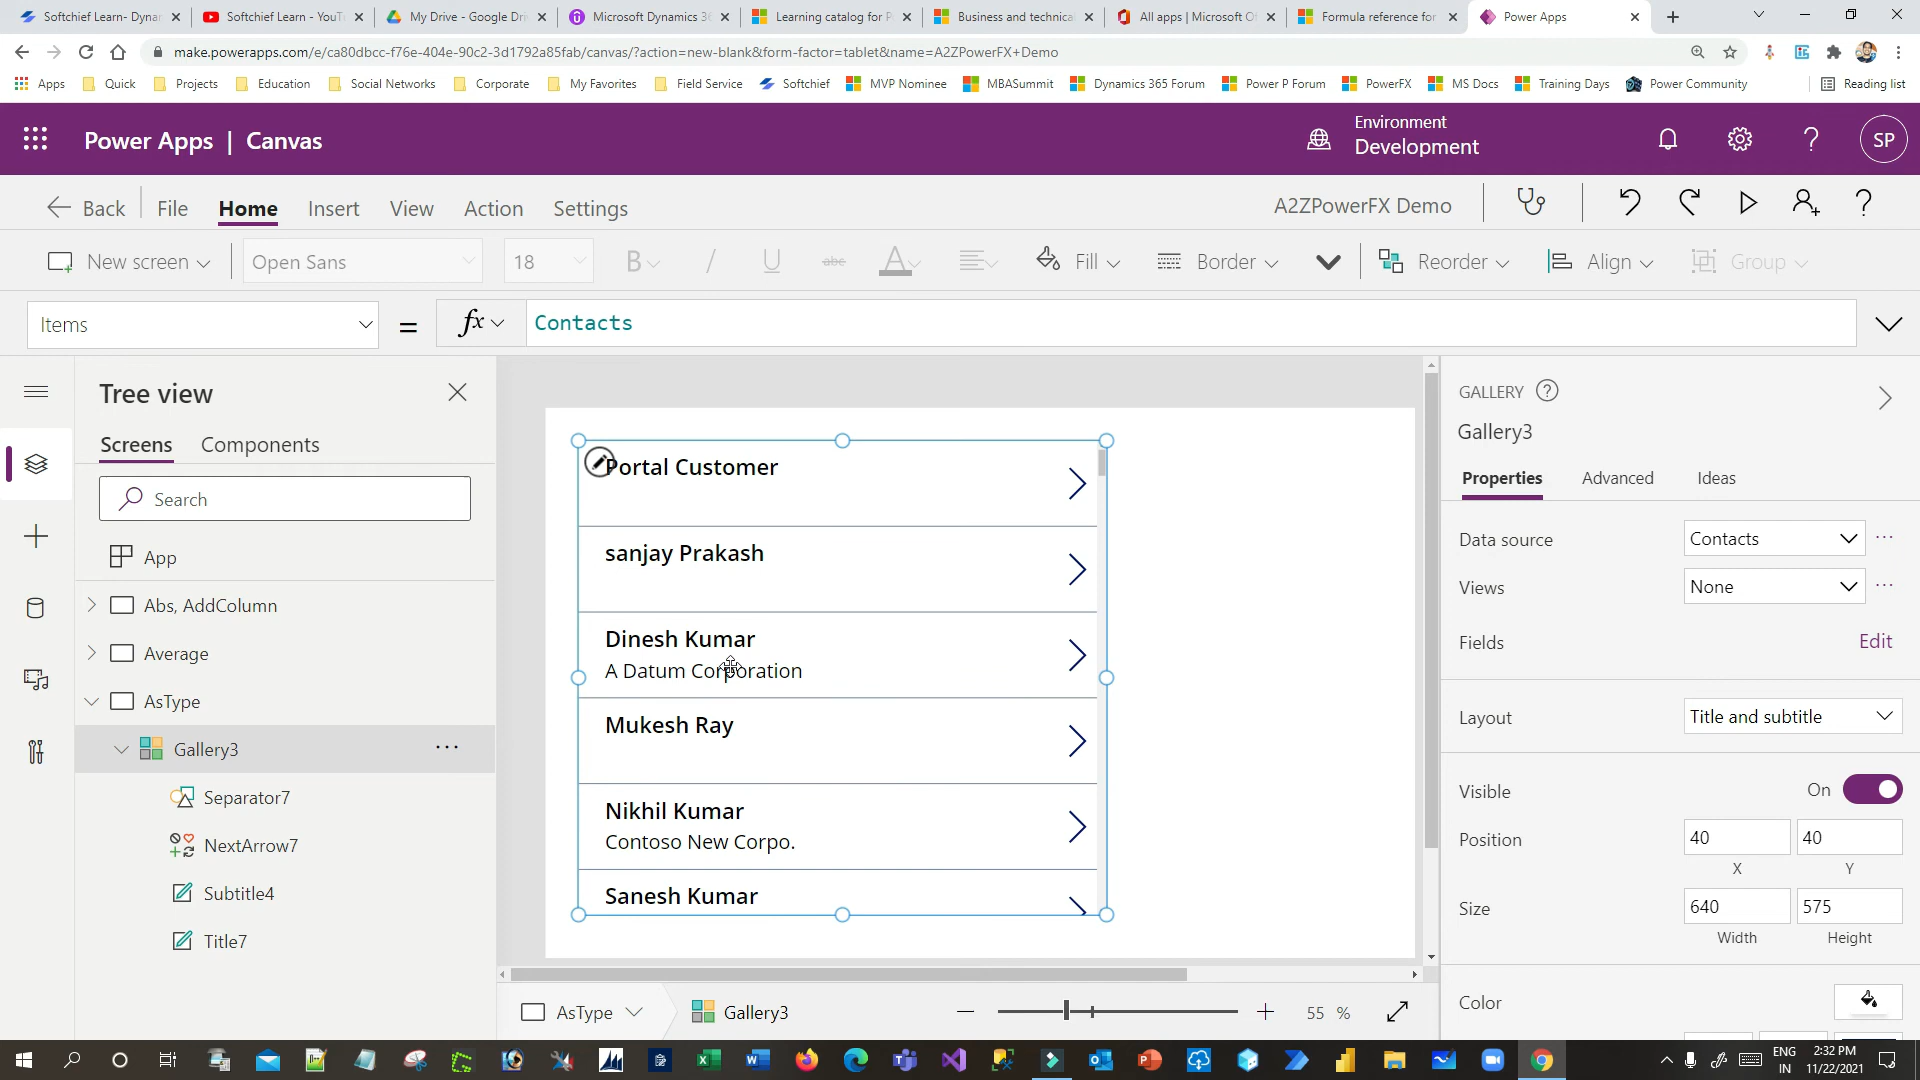 Softchief Learn- Dynam
Softchief Learn - YouT
My Drive - Google Dri
Microsoft Dynamics 3
Learning catalog for P
Business and technica
All apps | Microsoft O
Formula reference for
Power Apps
make.powerapps.com/e/ca80dbcc-f76e-404e-90c2-3d1792a85fab/canvas/?action=new-blank&form-factor=tablet&name=A2ZPowerFX+Demo
Apps
Quick
Projects
Education
Social Networks
Corporate
My Favorites
Field Service
Softchief
MVP Nominee
MBASummit
Dynamics 365 Forum
Power P Forum
PowerFX
MS Docs
Training Days
Power Community
Reading list
Power Apps | Canvas
Environment
Development
SP
Back
File
Home
Insert
View
Action
Settings
A2ZPowerFX Demo
New screen
Open Sans
18
B
/
U
abc
A
Fill
Border
Reorder
Align
Group
Items
=
fx
Contacts
Tree view
Screens
Components
Search
App
Abs, AddColumn
Average
AsType
Gallery3
Separator7
NextArrow7
Subtitle4
Title7
Portal Customer
sanjay Prakash
Dinesh Kumar
A Datum Corporation
Mukesh Ray
Nikhil Kumar
Contoso New Corpo.
Sanesh Kumar
AsType
Gallery3
55 %
GALLERY
Gallery3
Properties
Advanced
Ideas
Data source
Contacts
Views
None
Fields
Edit
Layout
Title and subtitle
Visible
On
Position
40
40
X
Y
Size
640
575
Width
Height
Color
ENG
IN
2:32 PM
11/22/2021